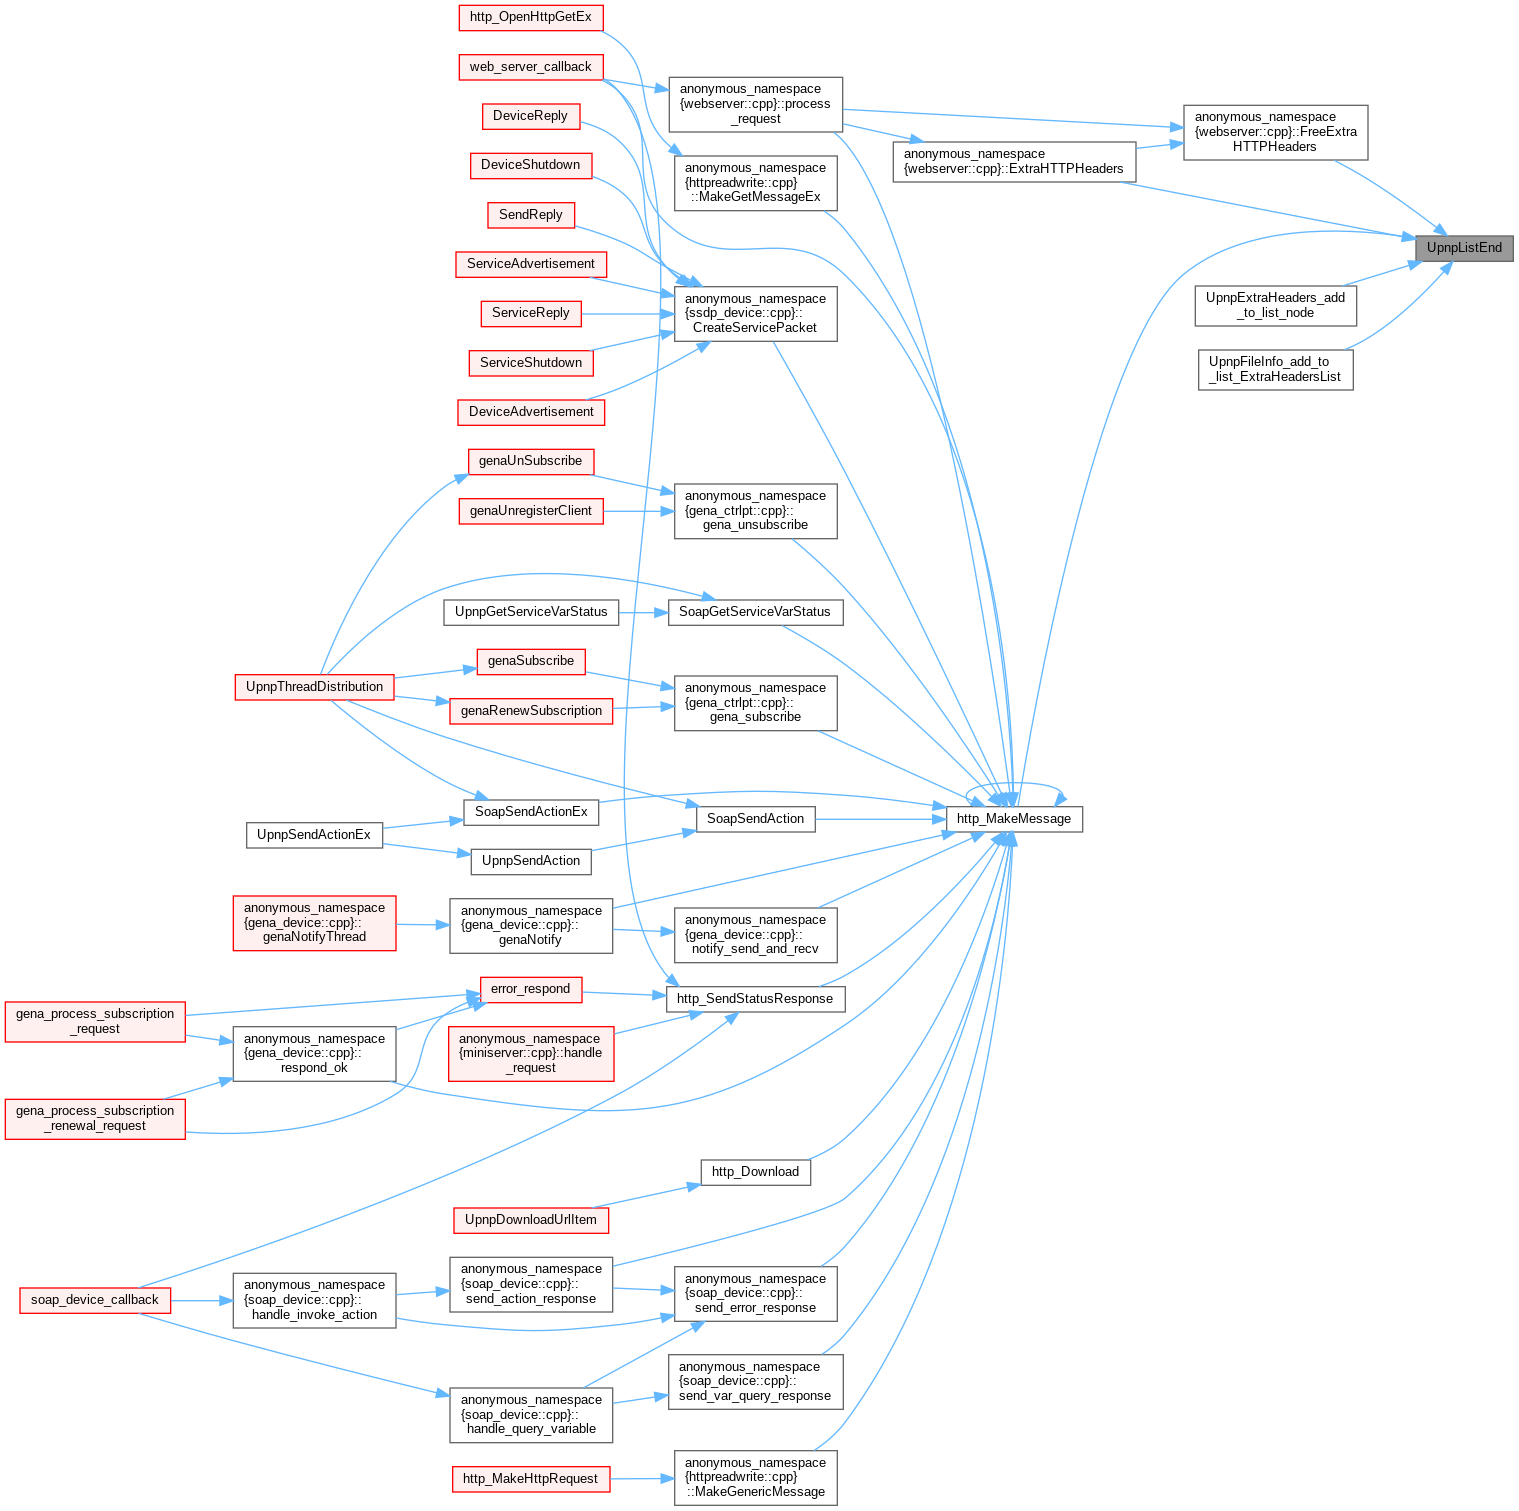 http_OpenHttpGetEx
web_server_callback
DeviceReply
DeviceShutdown
SendReply
ServiceAdvertisement
ServiceReply
ServiceShutdown
DeviceAdvertisement
genaUnSubscribe
genaUnregisterClient
UpnpGetServiceVarStatus
genaSubscribe
UpnpThreadDistribution
genaRenewSubscription
SoapSendActionEx
UpnpSendActionEx
UpnpSendAction
anonymous_namespace
{gena_device::cpp}::
genaNotifyThread
anonymous_namespace
{gena_device::cpp}::
genaNotify
error_respond
gena_process_subscription
_request
anonymous_namespace
{gena_device::cpp}::
respond_ok
anonymous_namespace
{miniserver::cpp}::handle
_request
gena_process_subscription
_renewal_request
UpnpDownloadUrlItem
soap_device_callback
anonymous_namespace
{soap_device::cpp}::
handle_invoke_action
anonymous_namespace
{soap_device::cpp}::
send_action_response
anonymous_namespace
{soap_device::cpp}::
handle_query_variable
http_MakeHttpRequest
anonymous_namespace
{webserver::cpp}::process
_request
anonymous_namespace
{httpreadwrite::cpp}
::MakeGetMessageEx
anonymous_namespace
{ssdp_device::cpp}::
CreateServicePacket
anonymous_namespace
{gena_ctrlpt::cpp}::
gena_unsubscribe
SoapGetServiceVarStatus
anonymous_namespace
{gena_ctrlpt::cpp}::
gena_subscribe
SoapSendAction
anonymous_namespace
{gena_device::cpp}::
notify_send_and_recv
http_SendStatusResponse
http_Download
anonymous_namespace
{soap_device::cpp}::
send_error_response
anonymous_namespace
{soap_device::cpp}::
send_var_query_response
anonymous_namespace
{httpreadwrite::cpp}
::MakeGenericMessage
anonymous_namespace
{webserver::cpp}::ExtraHTTPHeaders
http_MakeMessage
anonymous_namespace
{webserver::cpp}::FreeExtra
HTTPHeaders
UpnpListEnd
UpnpExtraHeaders_add
_to_list_node
UpnpFileInfo_add_to
_list_ExtraHeadersList